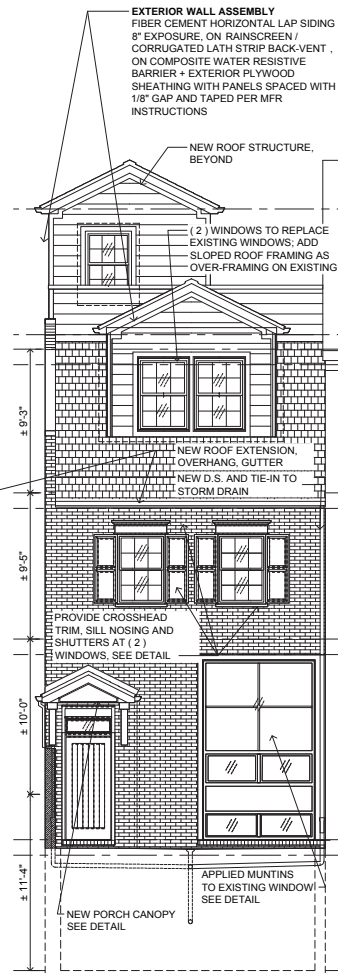 EXTERIOR WALL ASSEMBLY
FIBER CEMENT HORIZONTAL LAP SIDING
8" EXPOSURE, ON RAINSCREEN /
CORRUGATED LATH STRIP BACK-VENT ,
ON COMPOSITE WATER RESISTIVE
BARRIER + EXTERIOR PLYWOOD
SHEATHING WITH PANELS SPACED WITH
1/8" GAP AND TAPED PER MFR
INSTRUCTIONS
NEW ROOF STRUCTURE,
BEYOND
( 2 ) WINDOWS TO REPLACE
EXISTING WINDOWS; ADD
SLOPED ROOF FRAMING AS
OVER-FRAMING ON EXISTING
± 9'-3"
NEW ROOF EXTENSION,
OVERHANG, GUTTER
NEW D.S. AND TIE-IN TO
STORM DRAIN
± 9'-5"
PROVIDE CROSSHEAD
TRIM, SILL NOSING AND
SHUTTERS AT ( 2 )
WINDOWS, SEE DETAIL
± 10'-0"
± 11'-4"
APPLIED MUNTINS
TO EXISTING WINDOW
SEE DETAIL
NEW PORCH CANOPY
SEE DETAIL